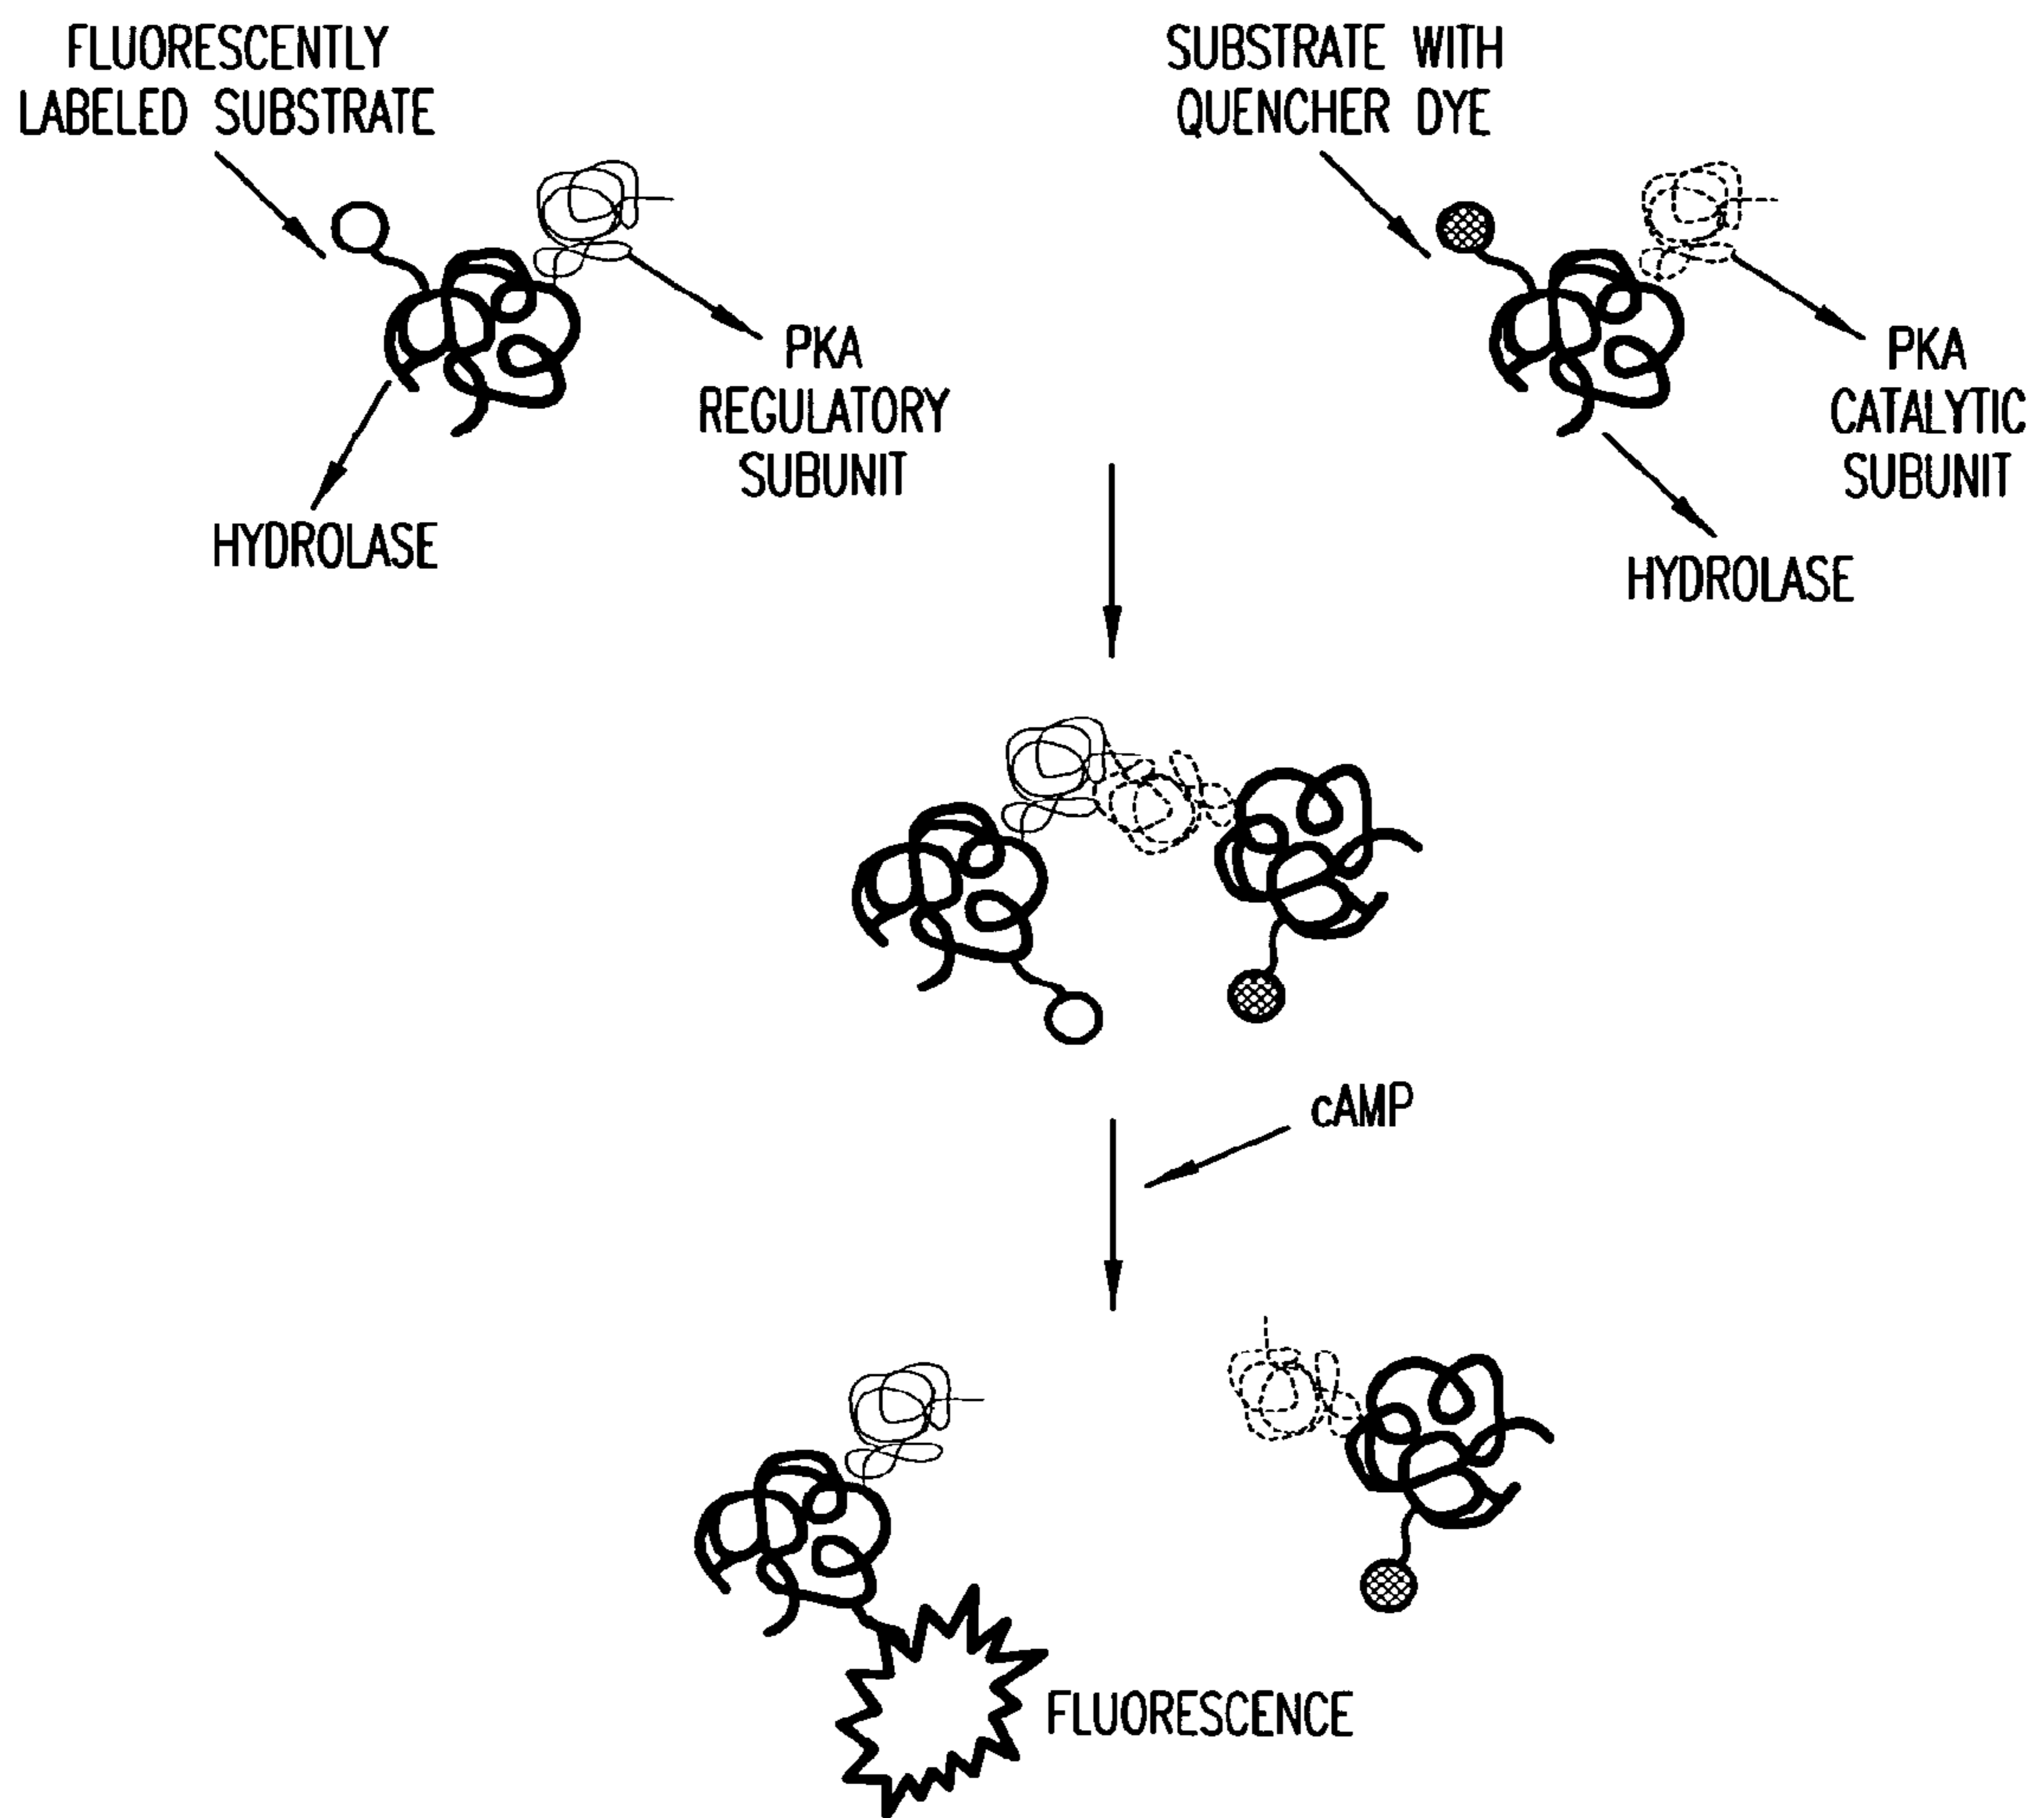 FLUORESCENTLY
LABELED SUBSTRATE
SUBSTRATE WITH
QUENCHER DYE
PKA
REGULATORY
SUBUNIT
HYDROLASE
PKA
CATALYTIC
SUBUNIT
HYDROLASE
cAMP
FLUORESCENCE